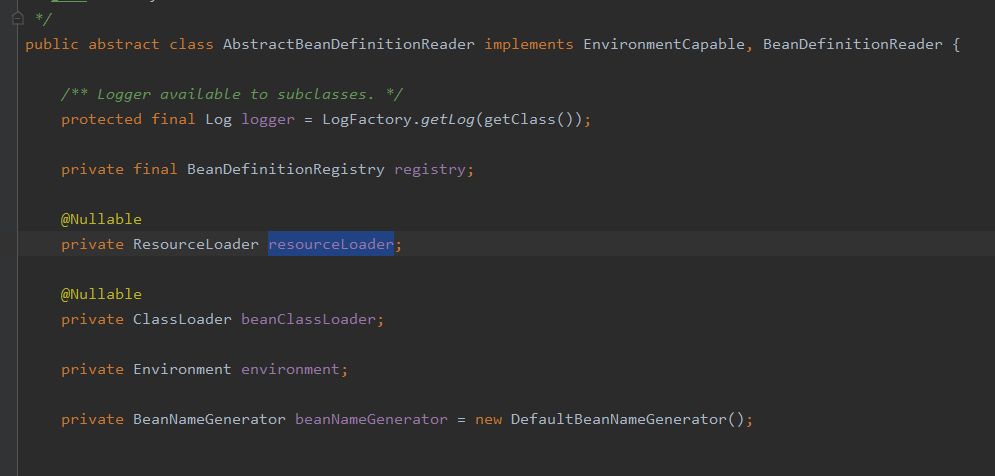 */
public abstract class AbstractBeanDefinitionReader implements EnvironmentCapable, BeanDefinitionReader {
/** Logger available to subclasses. */
protected final Log logger = LogFactory.getLog(getClass());
private final BeanDefinitionRegistry registry;
@Nullable
private ResourceLoader resourceLoader;
@Nullable
private ClassLoader beanClassLoader;
private Environment environment;
private BeanNameGenerator beanNameGenerator = new DefaultBeanNameGenerator();